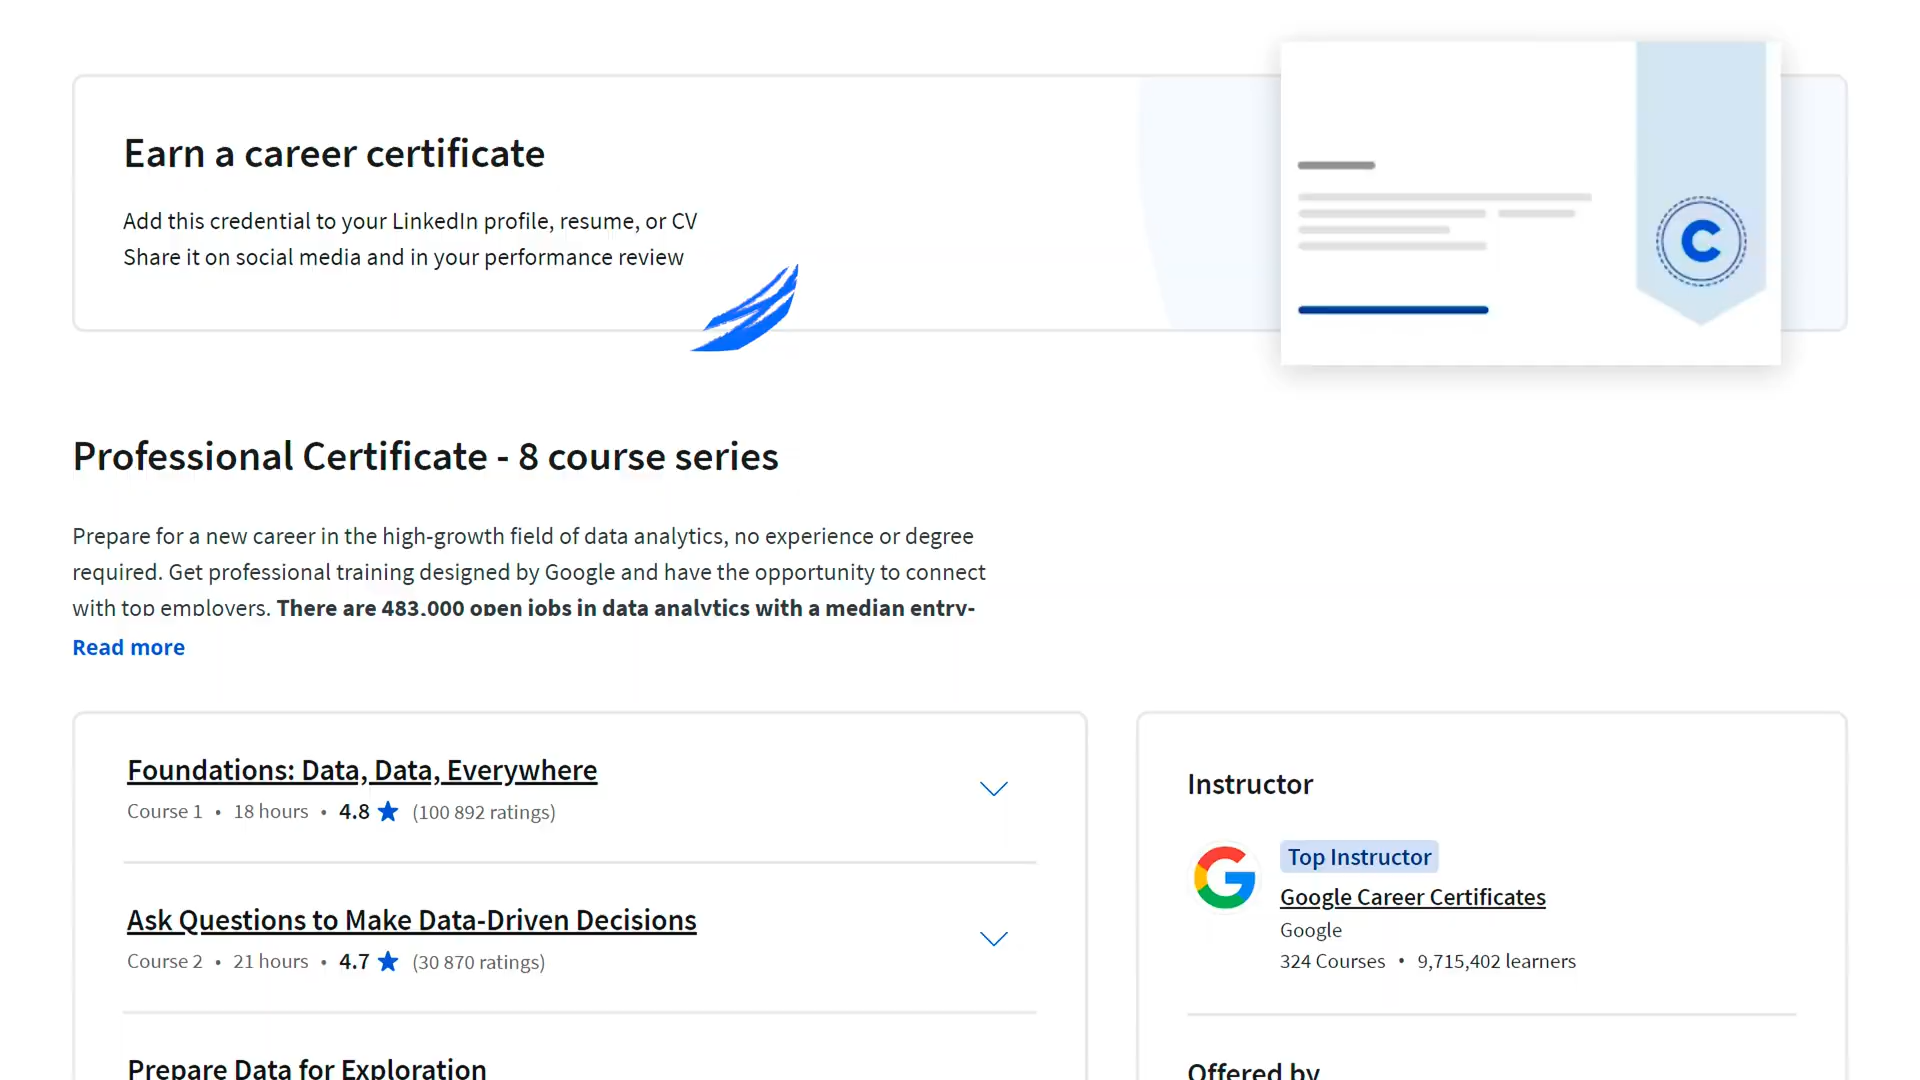 Earn a career certificate
Add this credential to your LinkedIn profile, resume, or CV
Share it on social media and in your performance review
C
Professional Certificate - 8 course series
Prepare for a new career in the high-growth field of data analytics, no experience or degree
required. Get professional training designed by Google and have the opportunity to connect
with top employers. There are 483,000 open jobs in data analytics with a median entry-
Read more
Foundations: Data, Data, Everywhere
Course 1 • 18 hours • 4.8 ★ (100 892 ratings)
Ask Questions to Make Data-Driven Decisions
Course 2 • 21 hours • 4.7 ★ (30 870 ratings)
Prepare Data for Exploration
Instructor
G
Top Instructor
Google Career Certificates
Google
324 Courses • 9,715,402 learners
Offered by